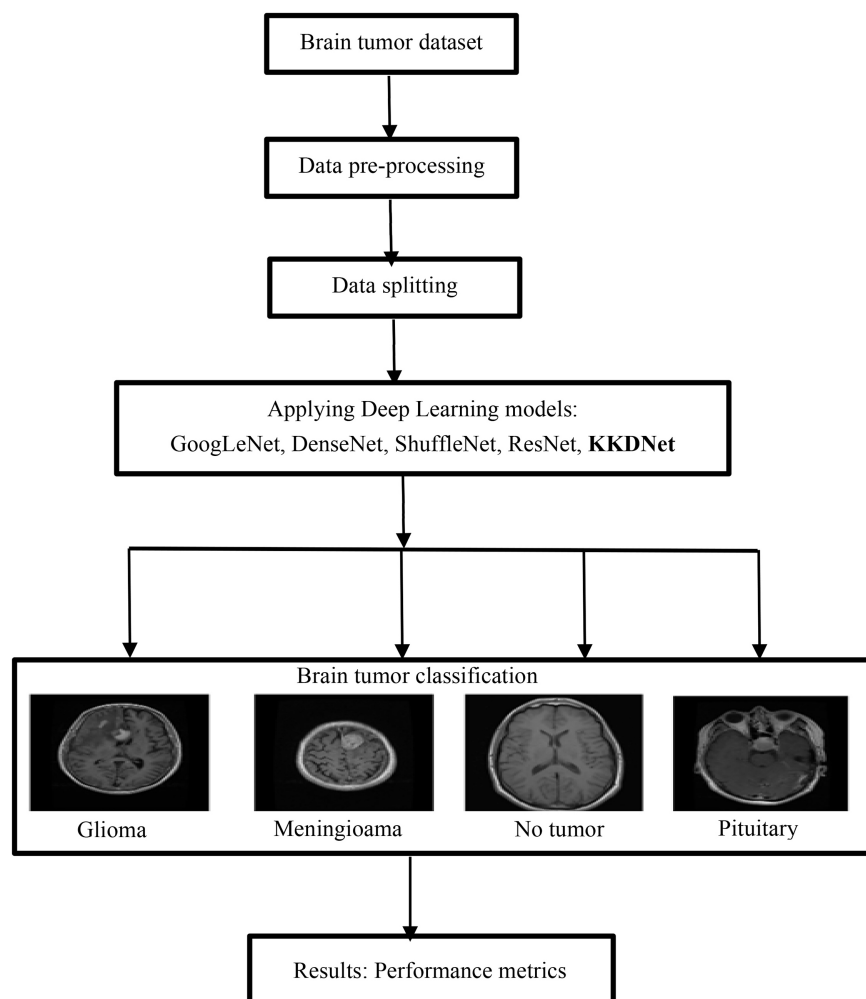 Brain tumor dataset
Data pre-processing
Data splitting
Applying Deep Learning models:
GoogLeNet, DenseNet, ShuffleNet, ResNet, KKDNet
Brain tumor classification
Glioma
Meningioama
No tumor
Pituitary
Results: Performance metrics